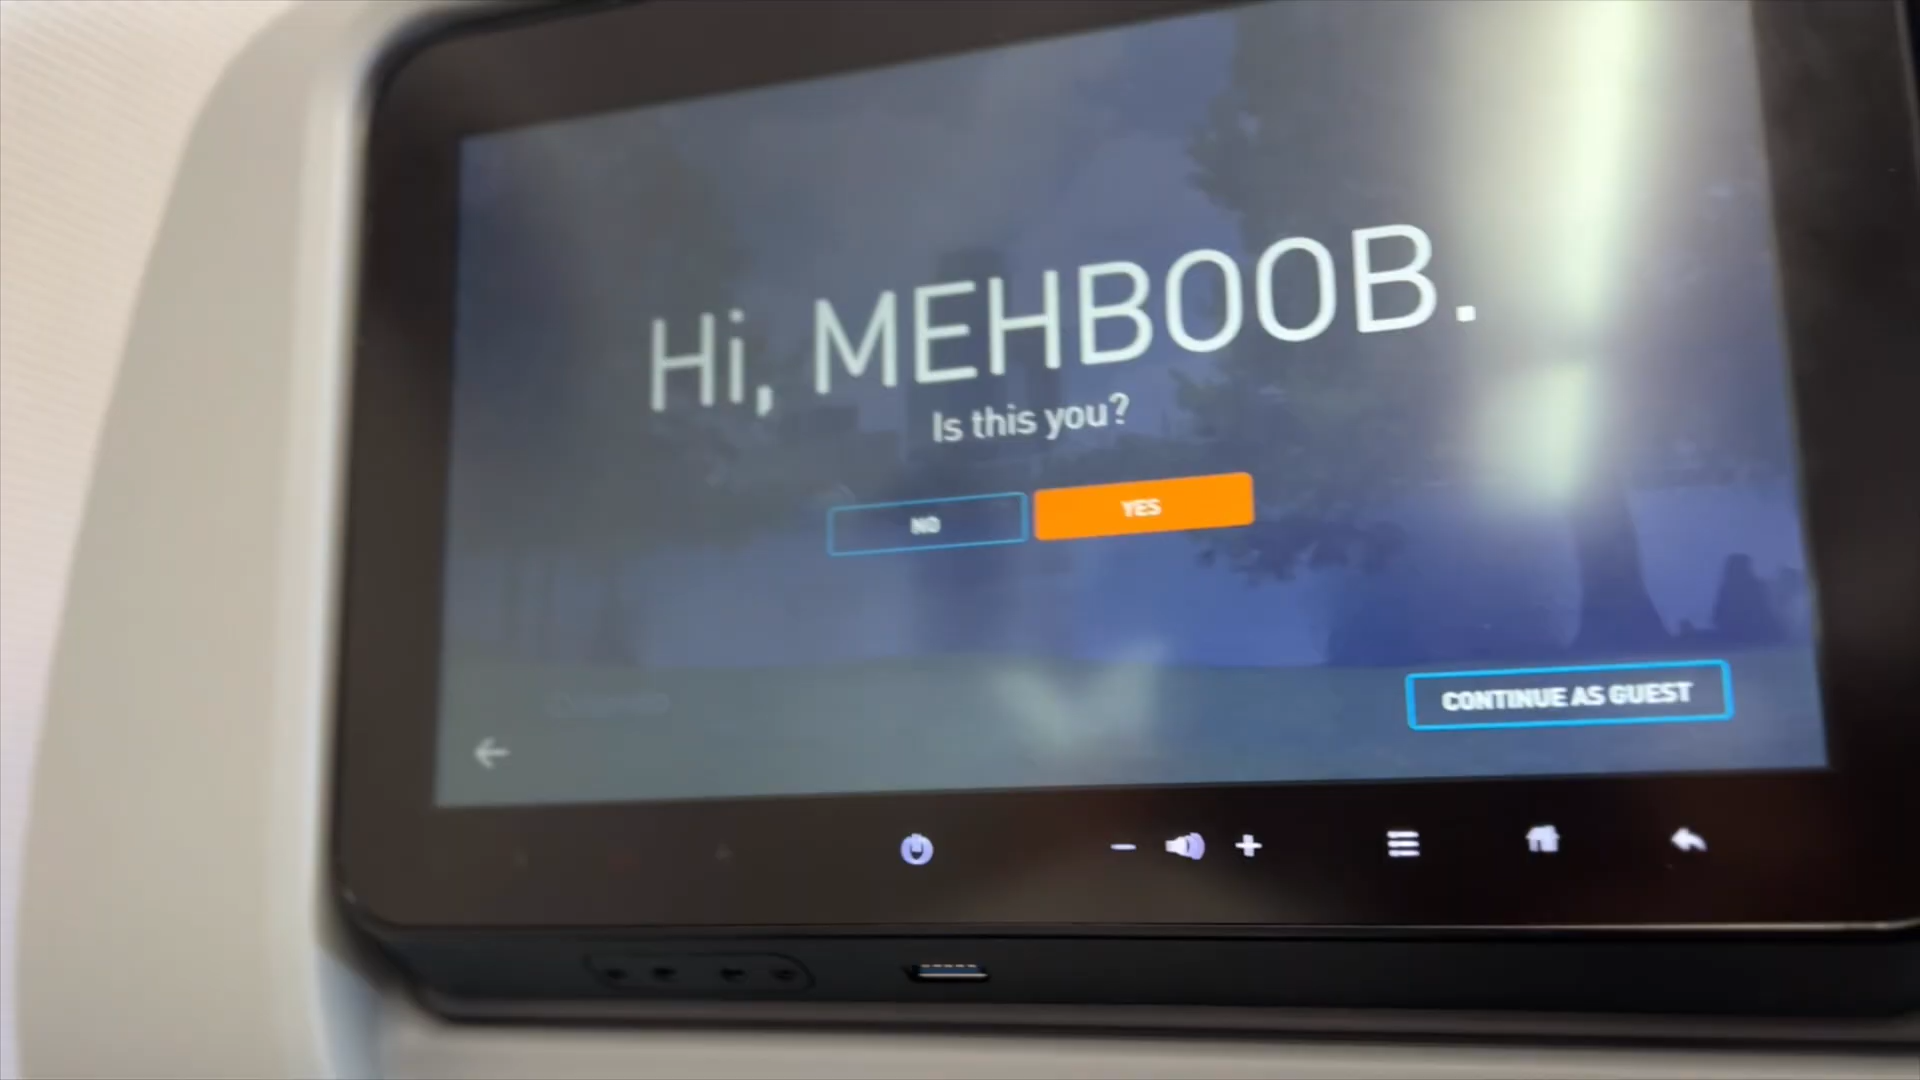 Hi, MEHBOOB.
Is this you?
NO
YES
CONTINUE AS GUEST